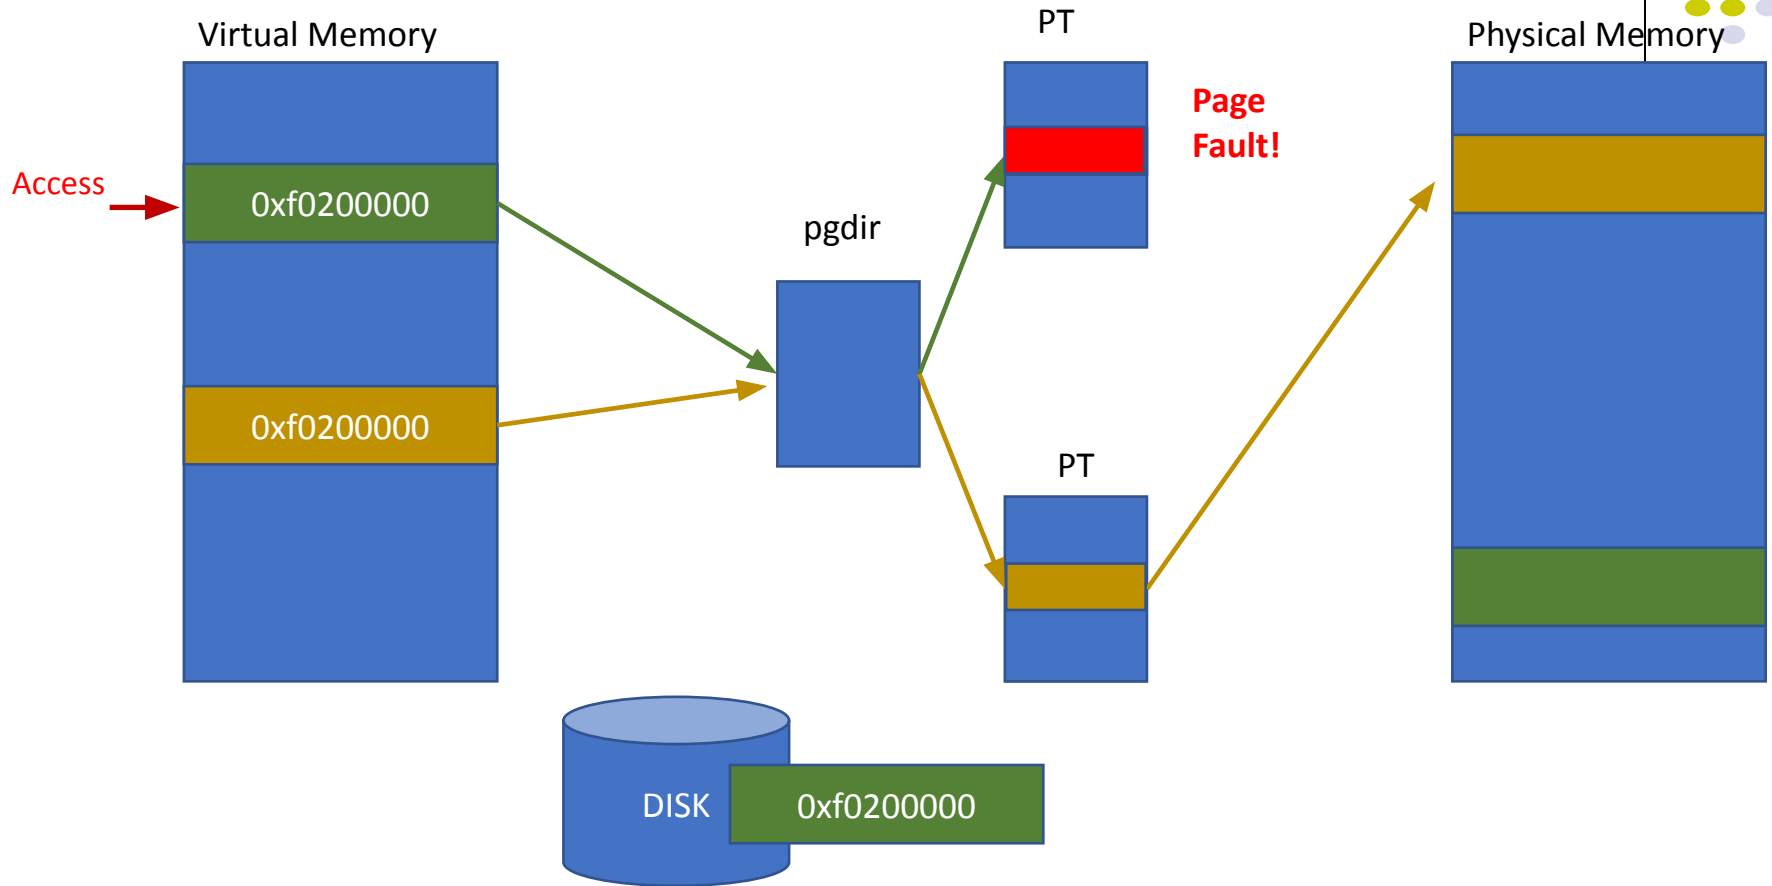 Virtual Memory
PT
Physical Memory
Page
Fault!
Access
0xf0200000
pgdir
0xf0200000
PT
DISK
0xf0200000